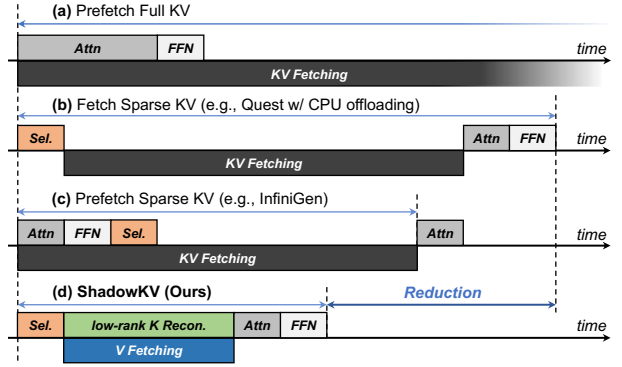 (a) Prefetch Full KV
Attn FFN time
KV Fetching
(b) Fetch Sparse KV (e.g., Quest w/ CPU offloading)
Sel. Attn FFN time
KV Fetching
(c) Prefetch Sparse KV (e.g., InfiniGen)
Attn FFN Sel. Attn time
KV Fetching
(d) ShadowKV (Ours) Reduction
Sel. low-rank K Recon. Attn FFN time
V Fetching